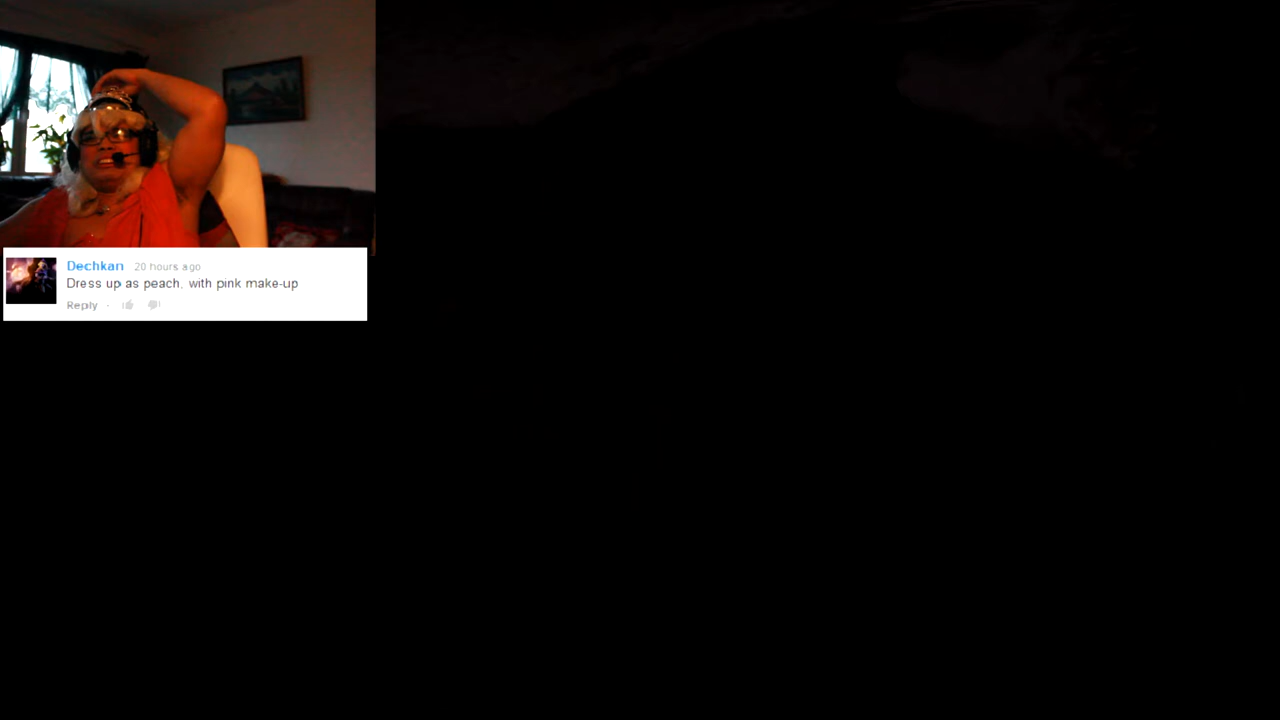 Dechkan 20 hours ago
Dress up as peach, with pink make-up
Reply ·